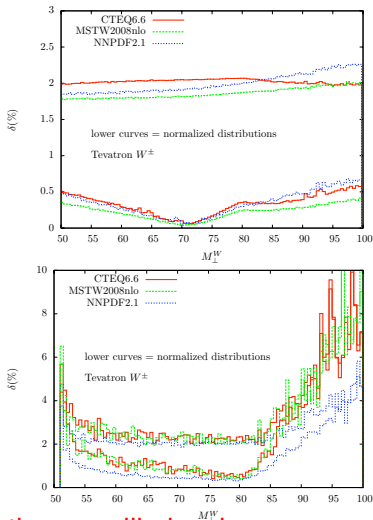 3
2.5
2
1.5
1
0.5
0
δ(%)
CTEQ6.6
MSTW2008nlo
NNPDF2.1
lower curves = normalized distributions
Tevatron W±
50 55 60 65 70 75 80 85 90 95 100
M⊥W
10
8
6
4
2
0
δ(%)
CTEQ6.6
MSTW2008nlo
NNPDF2.1
lower curves = normalized distributions
Tevatron W±
50 55 60 65 70 75 80 85 90 95 100
M⊥W